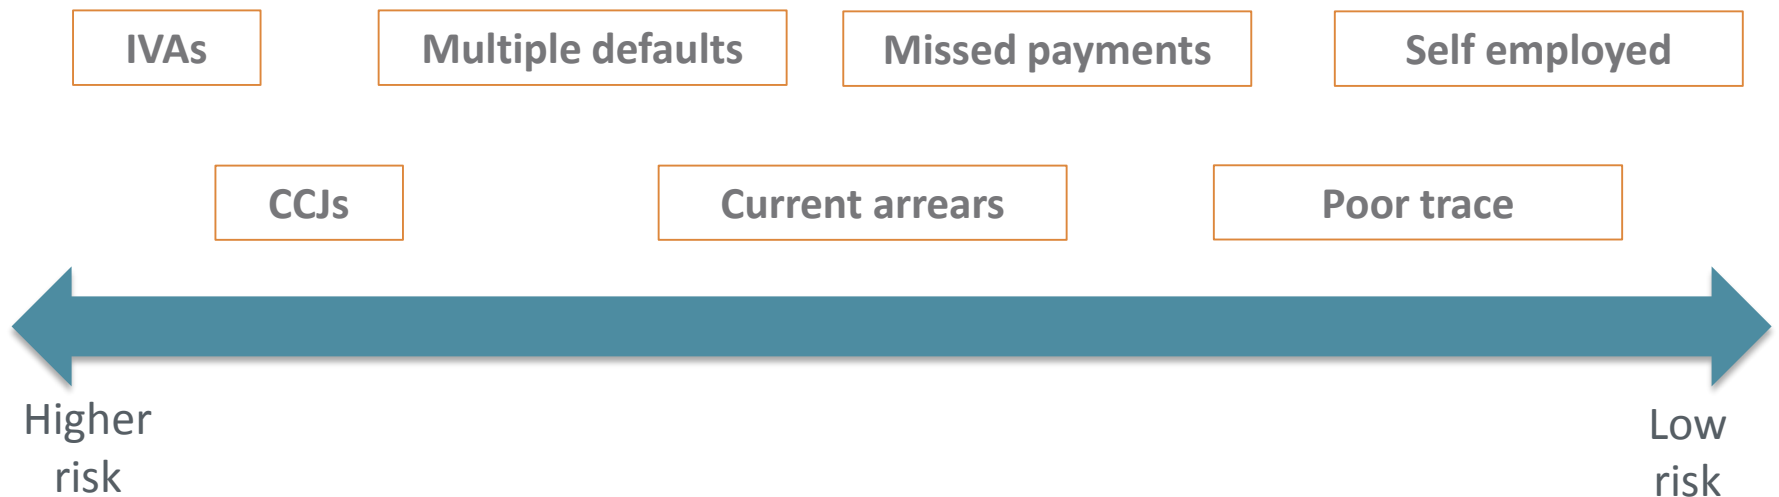 IVAs
Multiple defaults
Missed payments
Self employed
CCJs
Current arrears
Poor trace
Higher
risk
Low
risk